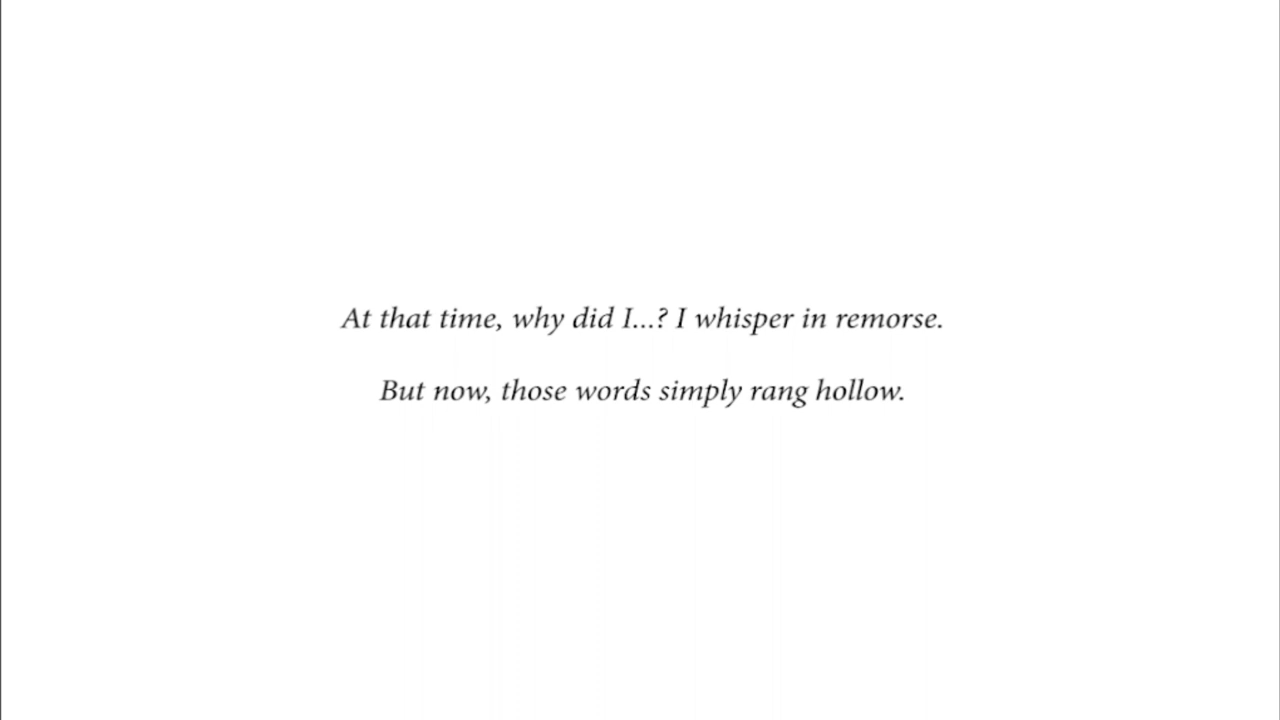 At that time, why did I...? I whisper in remorse.
But now, those words simply rang hollow.